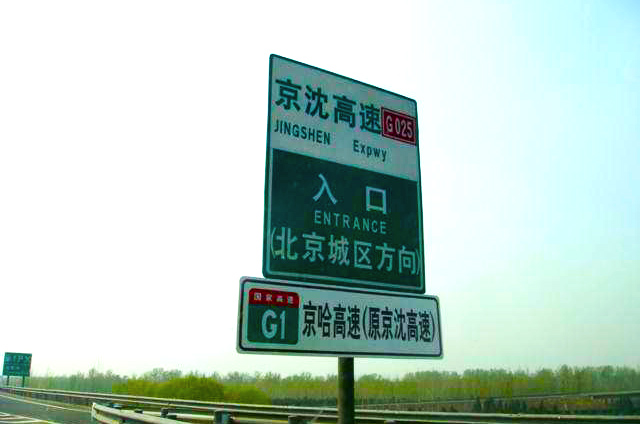 京沈高速 G025
JINGSHEN Expwy
入口
ENTRANCE
(北京城区方向)
国家高速
G1 京哈高速(原京沈高速)